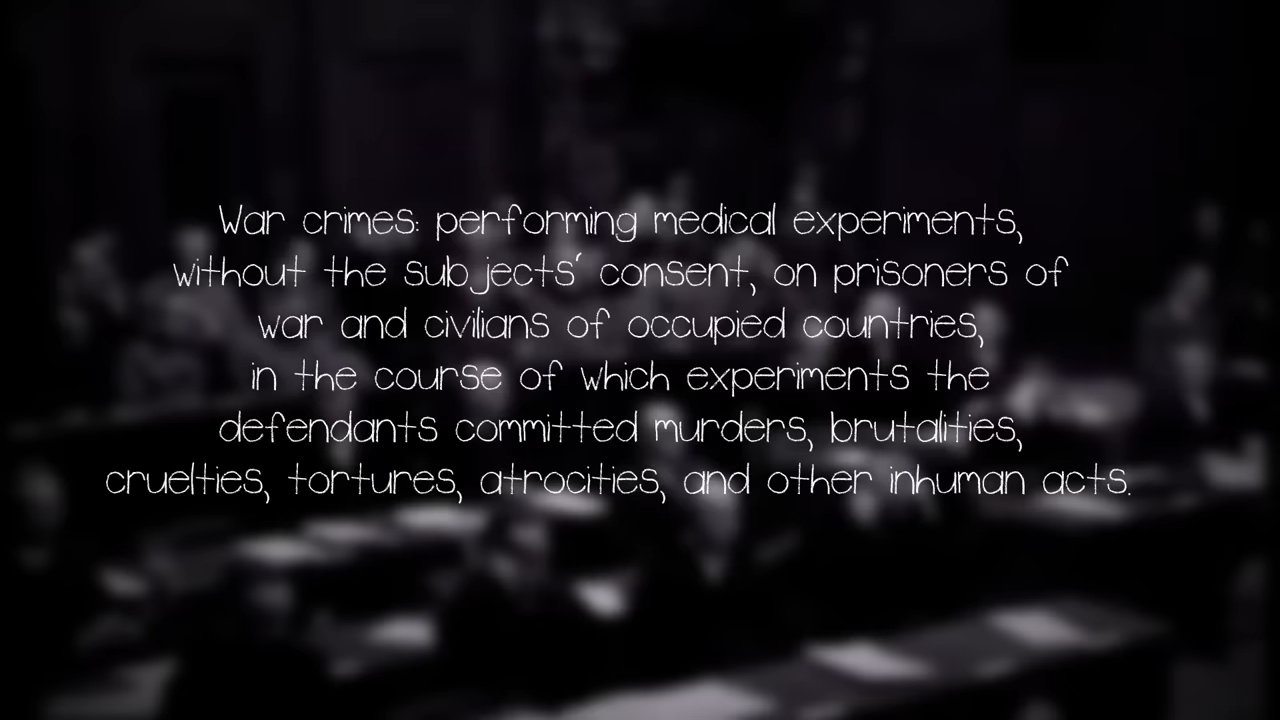 War crimes: performing medical experiments,
without the subjects' consent, on prisoners of
war and civilians of occupied countries,
in the course of which experiments the
defendants committed murders, brutalities,
cruelties, tortures, atrocities, and other inhuman acts.